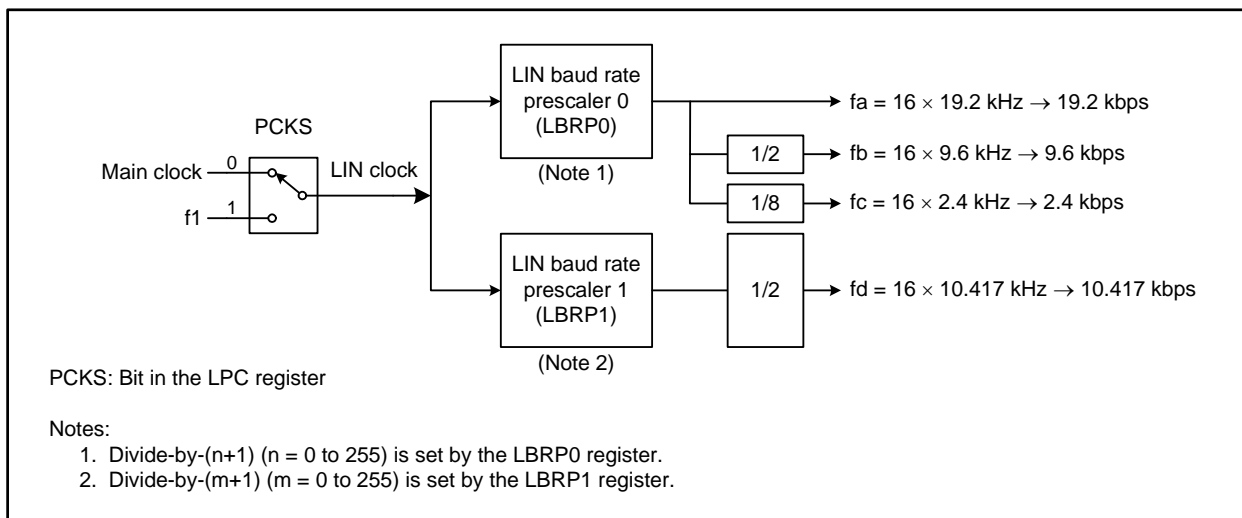 LIN baud rate
prescaler 0
(LBRP0)
(Note 1)
fa = 16 × 19.2 kHz → 19.2 kbps
1/2
fb = 16 × 9.6 kHz → 9.6 kbps
1/8
fc = 16 × 2.4 kHz → 2.4 kbps
PCKS
Main clock
0
LIN clock
f1
1
LIN baud rate
prescaler 1
(LBRP1)
(Note 2)
1/2
fd = 16 × 10.417 kHz → 10.417 kbps
PCKS: Bit in the LPC register
Notes:
1. Divide-by-(n+1) (n = 0 to 255) is set by the LBRP0 register.
2. Divide-by-(m+1) (m = 0 to 255) is set by the LBRP1 register.